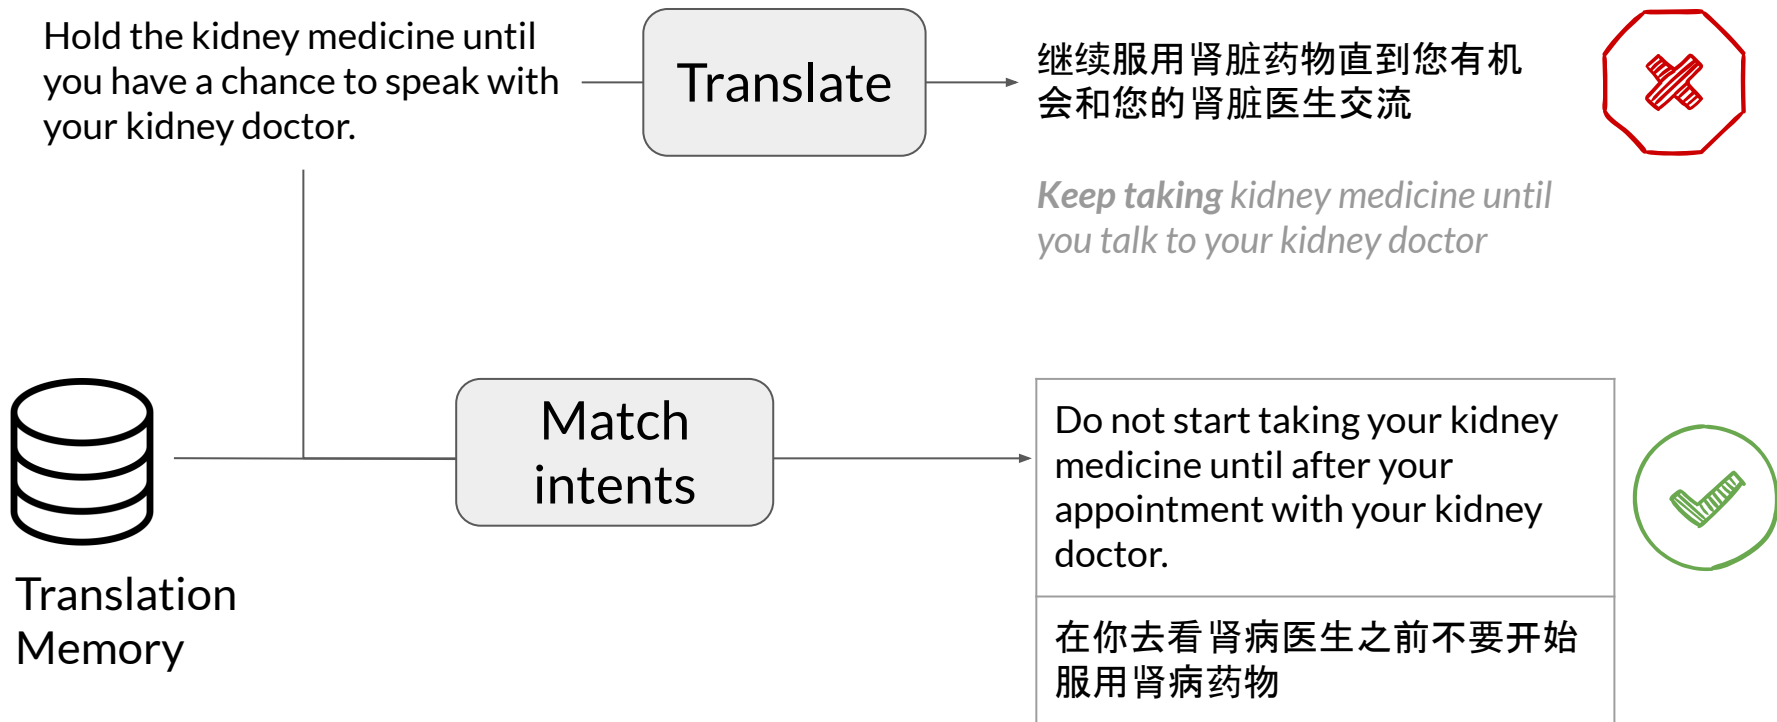 Hold the kidney medicine until
you have a chance to speak with
your kidney doctor.
Translate
继续服用肾脏药物直到您有机
会和您的肾脏医生交流
Keep taking kidney medicine until
you talk to your kidney doctor
Translation
Memory
Match
intents
Do not start taking your kidney
medicine until after your
appointment with your kidney
doctor.
在你去看肾病医生之前不要开始
服用肾病药物